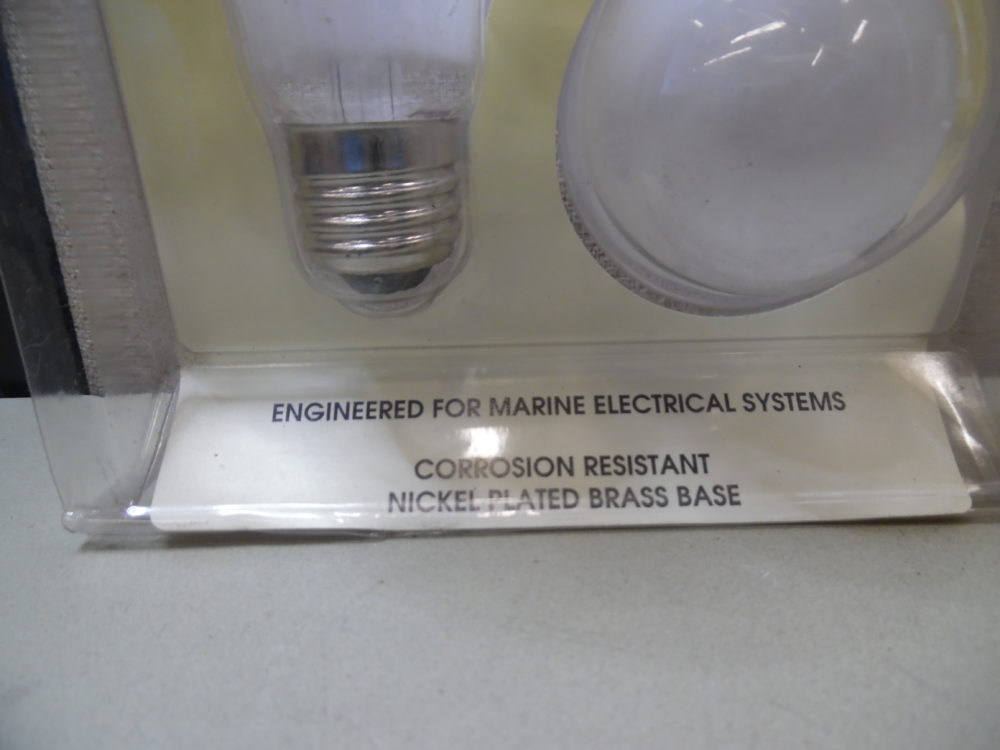 ENGINEERED FOR MARINE ELECTRICAL SYSTEMS
CORROSION RESISTANT
NICKEL PLATED BRASS BASE